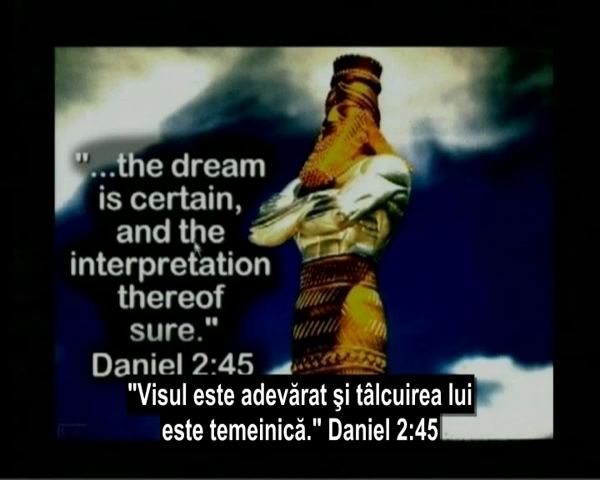 "...the dream
is certain,
and the
interpretation
thereof
sure."
Daniel 2:45
"Visul este adevărat şi tâlcuirea lui
este temeinică." Daniel 2:45